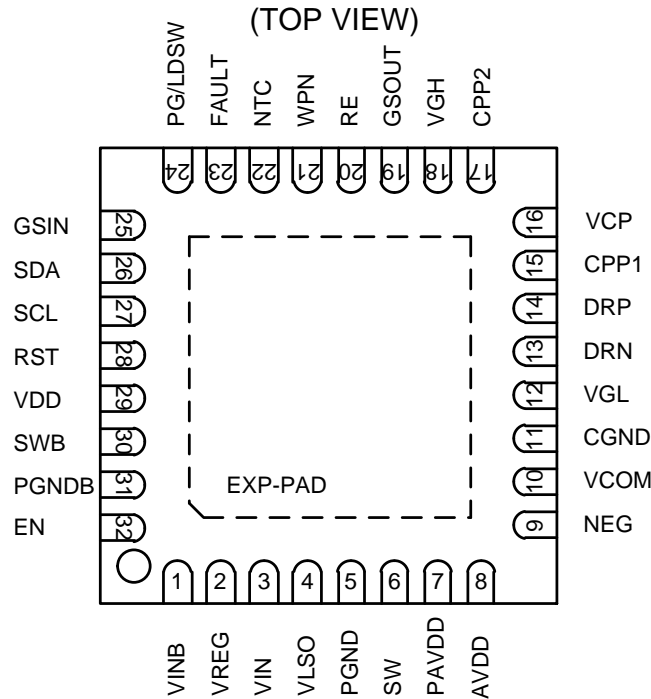 (TOP VIEW)
PG/LDSW
FAULT
NTC
WPN
RE
GSOUT
VGH
CPP2
24
23
22
21
20
19
18
17
GSIN 25
SDA 26
SCL 27
RST 28
VDD 29
SWB 30
PGNDB 31
EN 32
16 VCP
15 CPP1
14 DRP
13 DRN
12 VGL
11 CGND
10 VCOM
9 NEG
EXP-PAD
1
2
3
4
5
6
7
8
VINB
VREG
VIN
VLSO
PGND
SW
PAVDD
AVDD